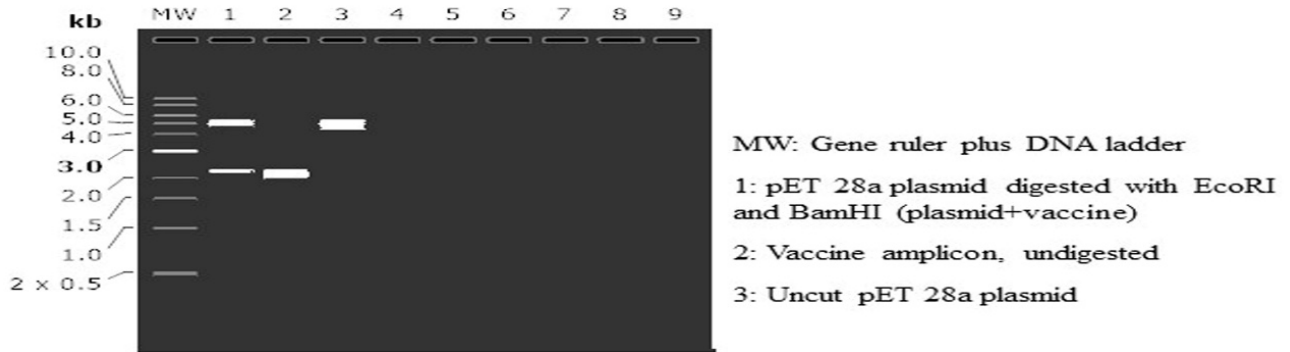 kb MW 1 2 3 4 5 6 7 8 9
10.0
8.0
6.0
5.0
4.0
3.0
2.0
1.5
1.0
2 x 0.5
MW: Gene ruler plus DNA ladder
1: pET 28a plasmid digested with EcoRI
and BamHI (plasmid+vaccine)
2: Vaccine amplicon, undigested
3: Uncut pET 28a plasmid